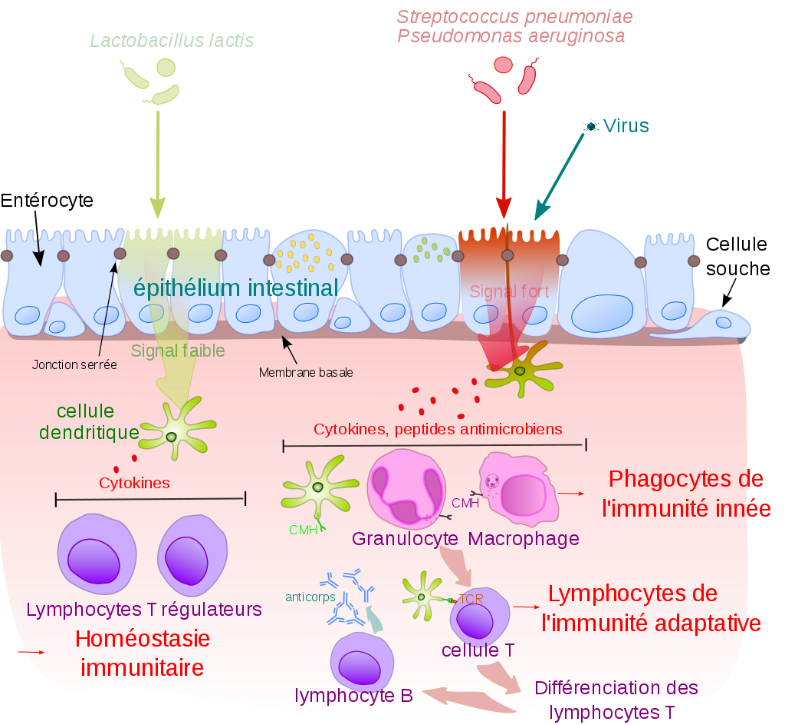 Lactobacillus lactis
Streptococcus pneumoniae
Pseudomonas aeruginosa
Virus
Entérocyte
Cellule
souche
épithélium intestinal
Signal fort
Signal faible
Jonction serrée
Membrane basale
cellule
dendritique
Cytokines
Cytokines, peptides antimicrobiens
CMH
CMH
Granulocyte
Macrophage
Phagocytes de
l'immunité innée
Lymphocytes T régulateurs
Homéostasie
immunitaire
anticorps
TCR
cellule T
Lymphocytes de
l'immunité adaptative
lymphocyte B
Différenciation des
lymphocytes T